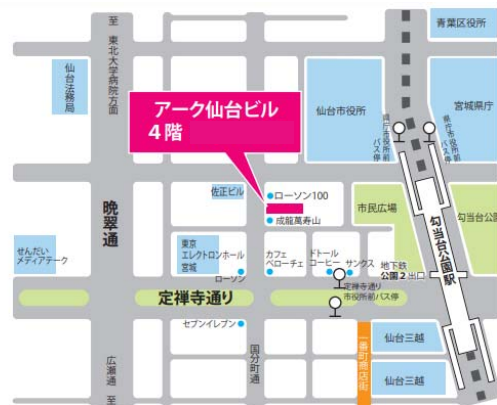 至
東北大学病院方面
青葉区役所
仙台法務局
アーク仙台ビル
4階
仙台市役所
宮城県庁
県庁市役所前
バス停
県庁市役所前
バス停
佐正ビル
ローソン100
成龍萬寿山
市民広場
勾当台公園
勾当台公園駅
晩翠通
せんだい
メディアテーク
東京
エレクトロンホール
宮城
ローソン
カフェ
ベローチェ
ドトール
コーヒー
サンクス
地下鉄
公園2出口
定禅寺通り
定禅寺通り
市役所前バス停
セブンイレブン
広瀬通
至
国分町通
一番町商店街
仙台三越
仙台三越
至